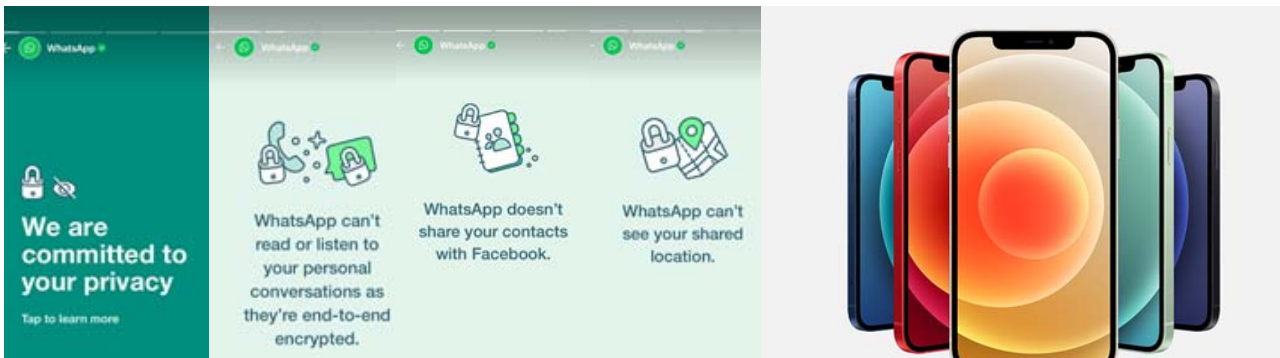 WhatsApp
We are
committed to
your privacy
Tap to learn more
WhatsApp
WhatsApp can't
read or listen to
your personal
conversations as
they're end-to-end
encrypted.
WhatsApp
WhatsApp doesn't
share your contacts
with Facebook.
WhatsApp
WhatsApp can't
see your shared
location.